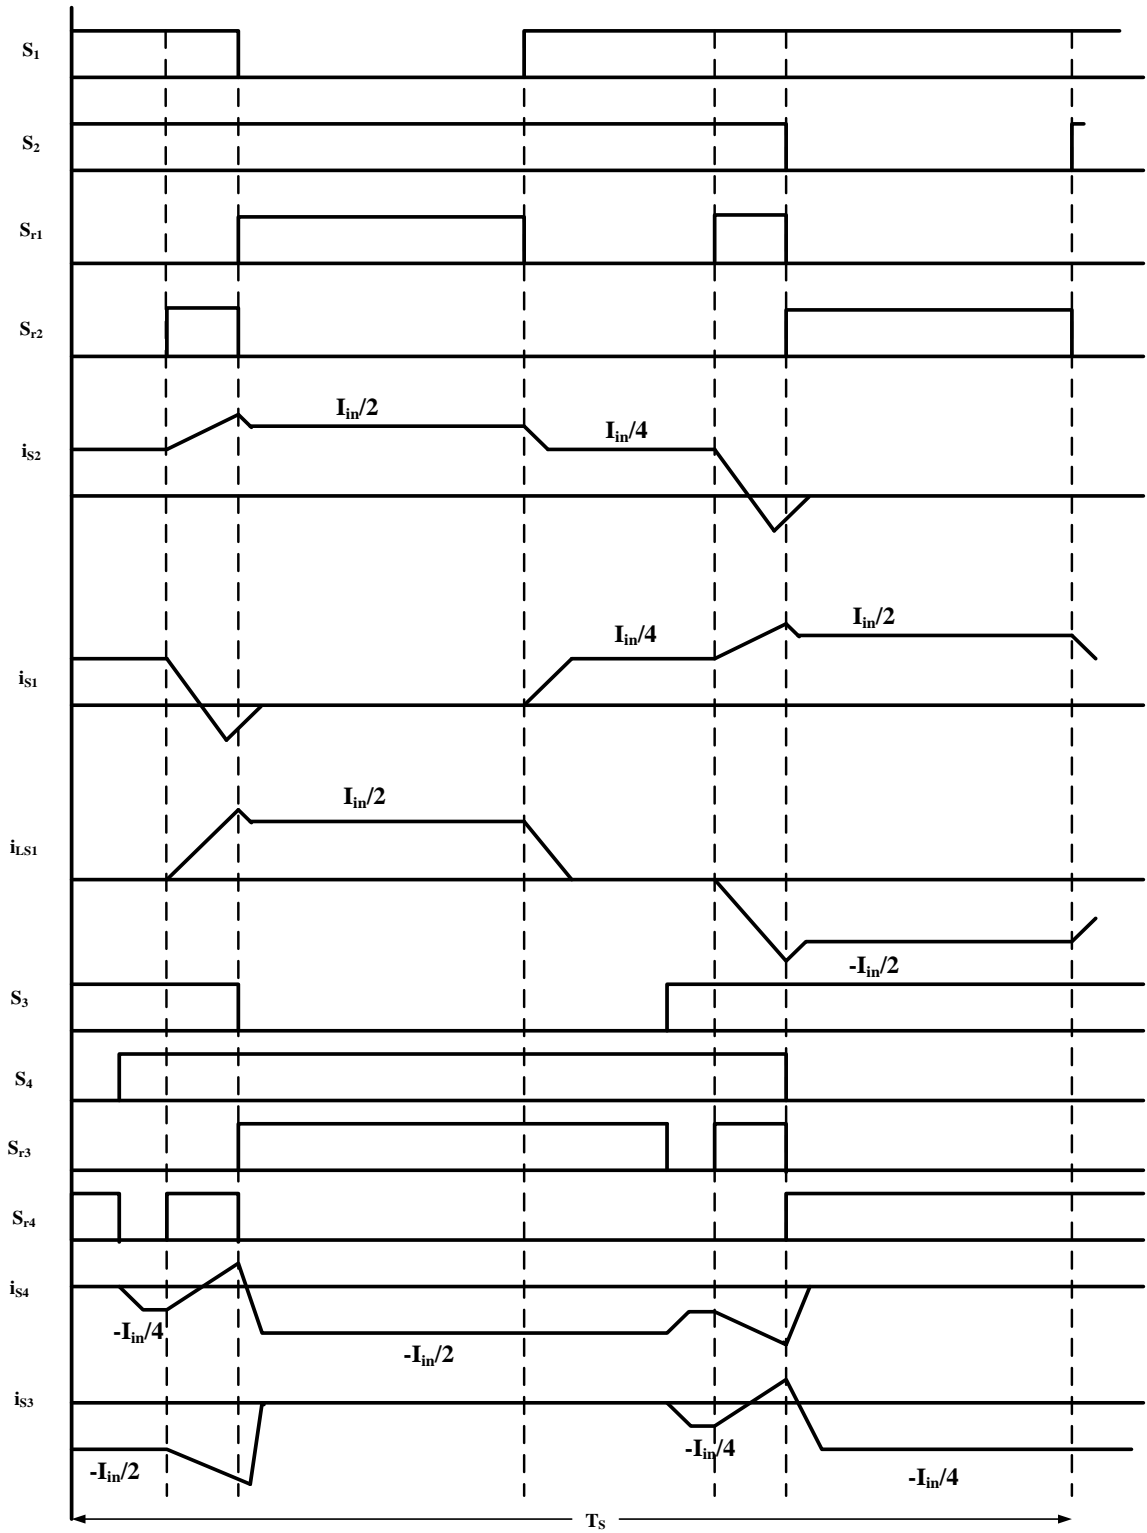 S1
S2
Sr1
Sr2
Iin/2
Iin/4
iS2
Iin/4
Iin/2
iS1
Iin/2
iLS1
-Iin/2
S3
S4
Sr3
Sr4
iS4
-Iin/4
-Iin/2
iS3
-Iin/4
-Iin/2
-Iin/4
TS